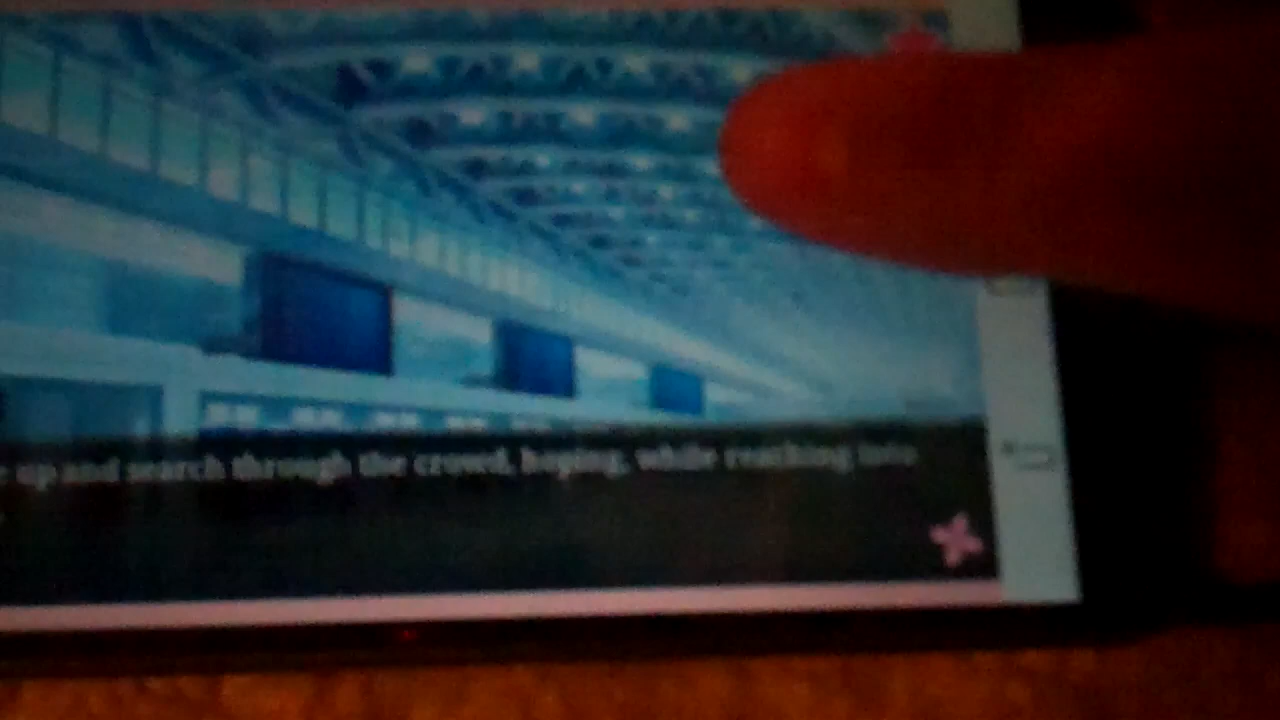 up and search through the crowd, hoping, while reaching into